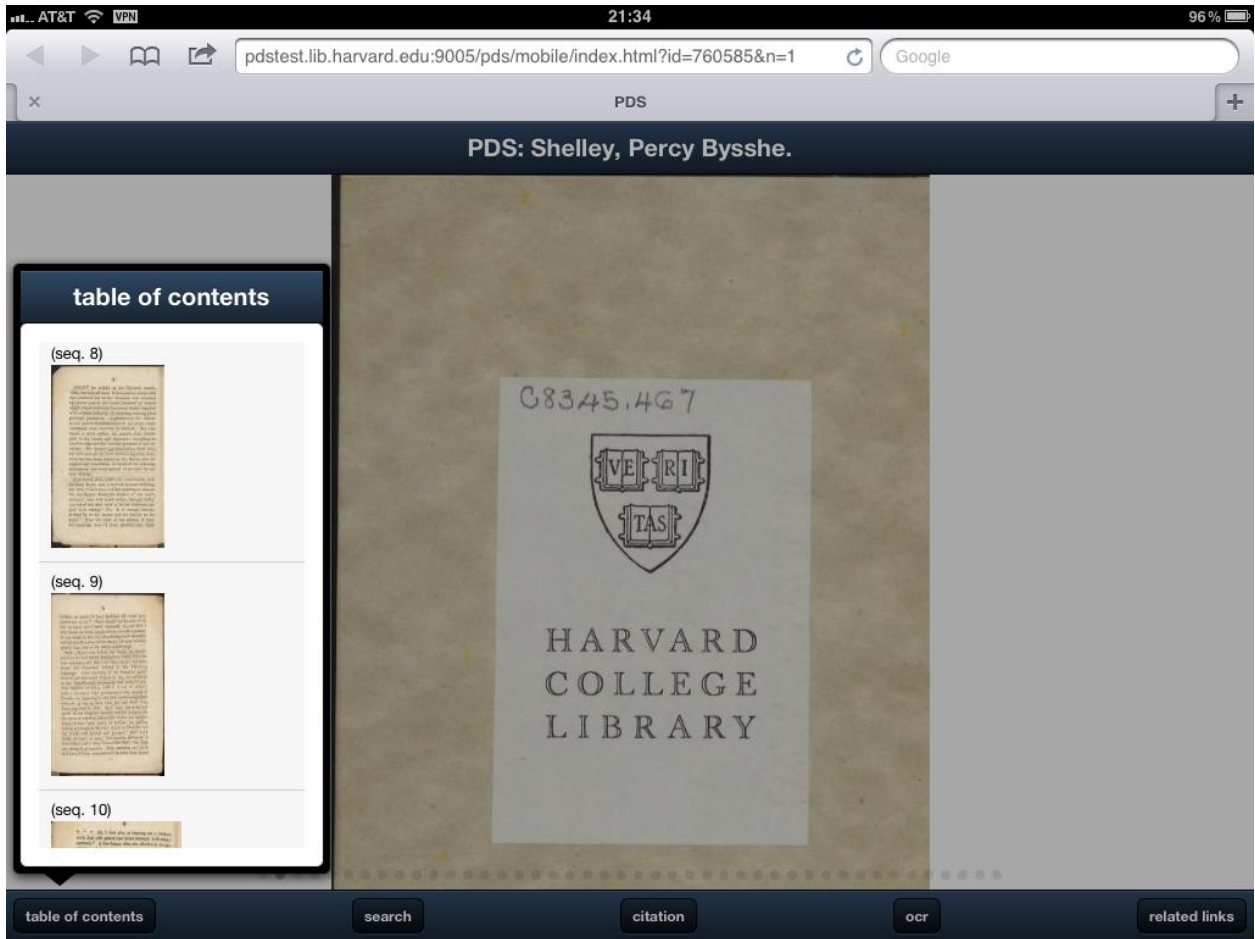 AT&T VPN 21:34 96%
pdstest.lib.harvard.edu:9005/pds/mobile/index.html?id=760585&n=1 Google
PDS
PDS: Shelley, Percy Bysshe.
table of contents
(seq. 8)
(seq. 9)
(seq. 10)
C8345.467
VE RI
TAS
HARVARD
COLLEGE
LIBRARY
table of contents search citation ocr related links